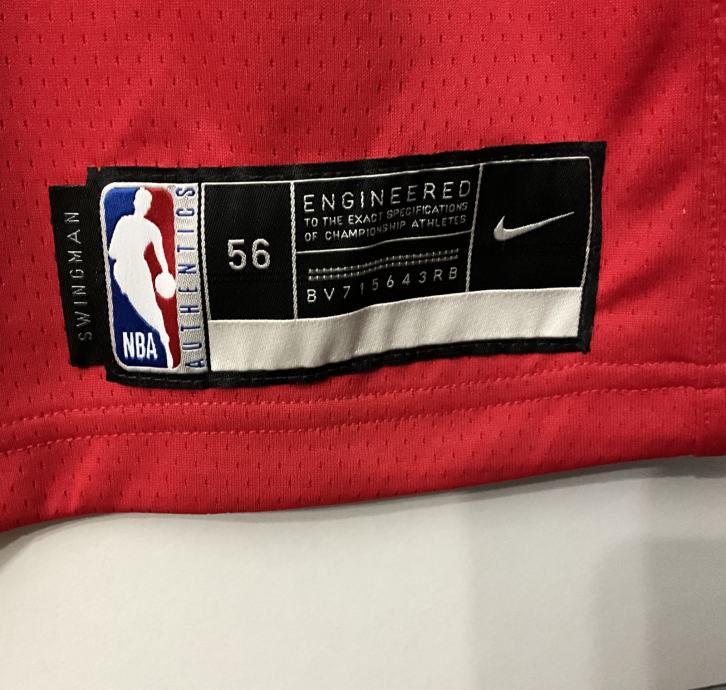 SWINGMAN
NBA
AUTHENTICS
56
ENGINEERED
TO THE EXACT SPECIFICATIONS
OF CHAMPIONSHIP ATHLETES
BV715643RB